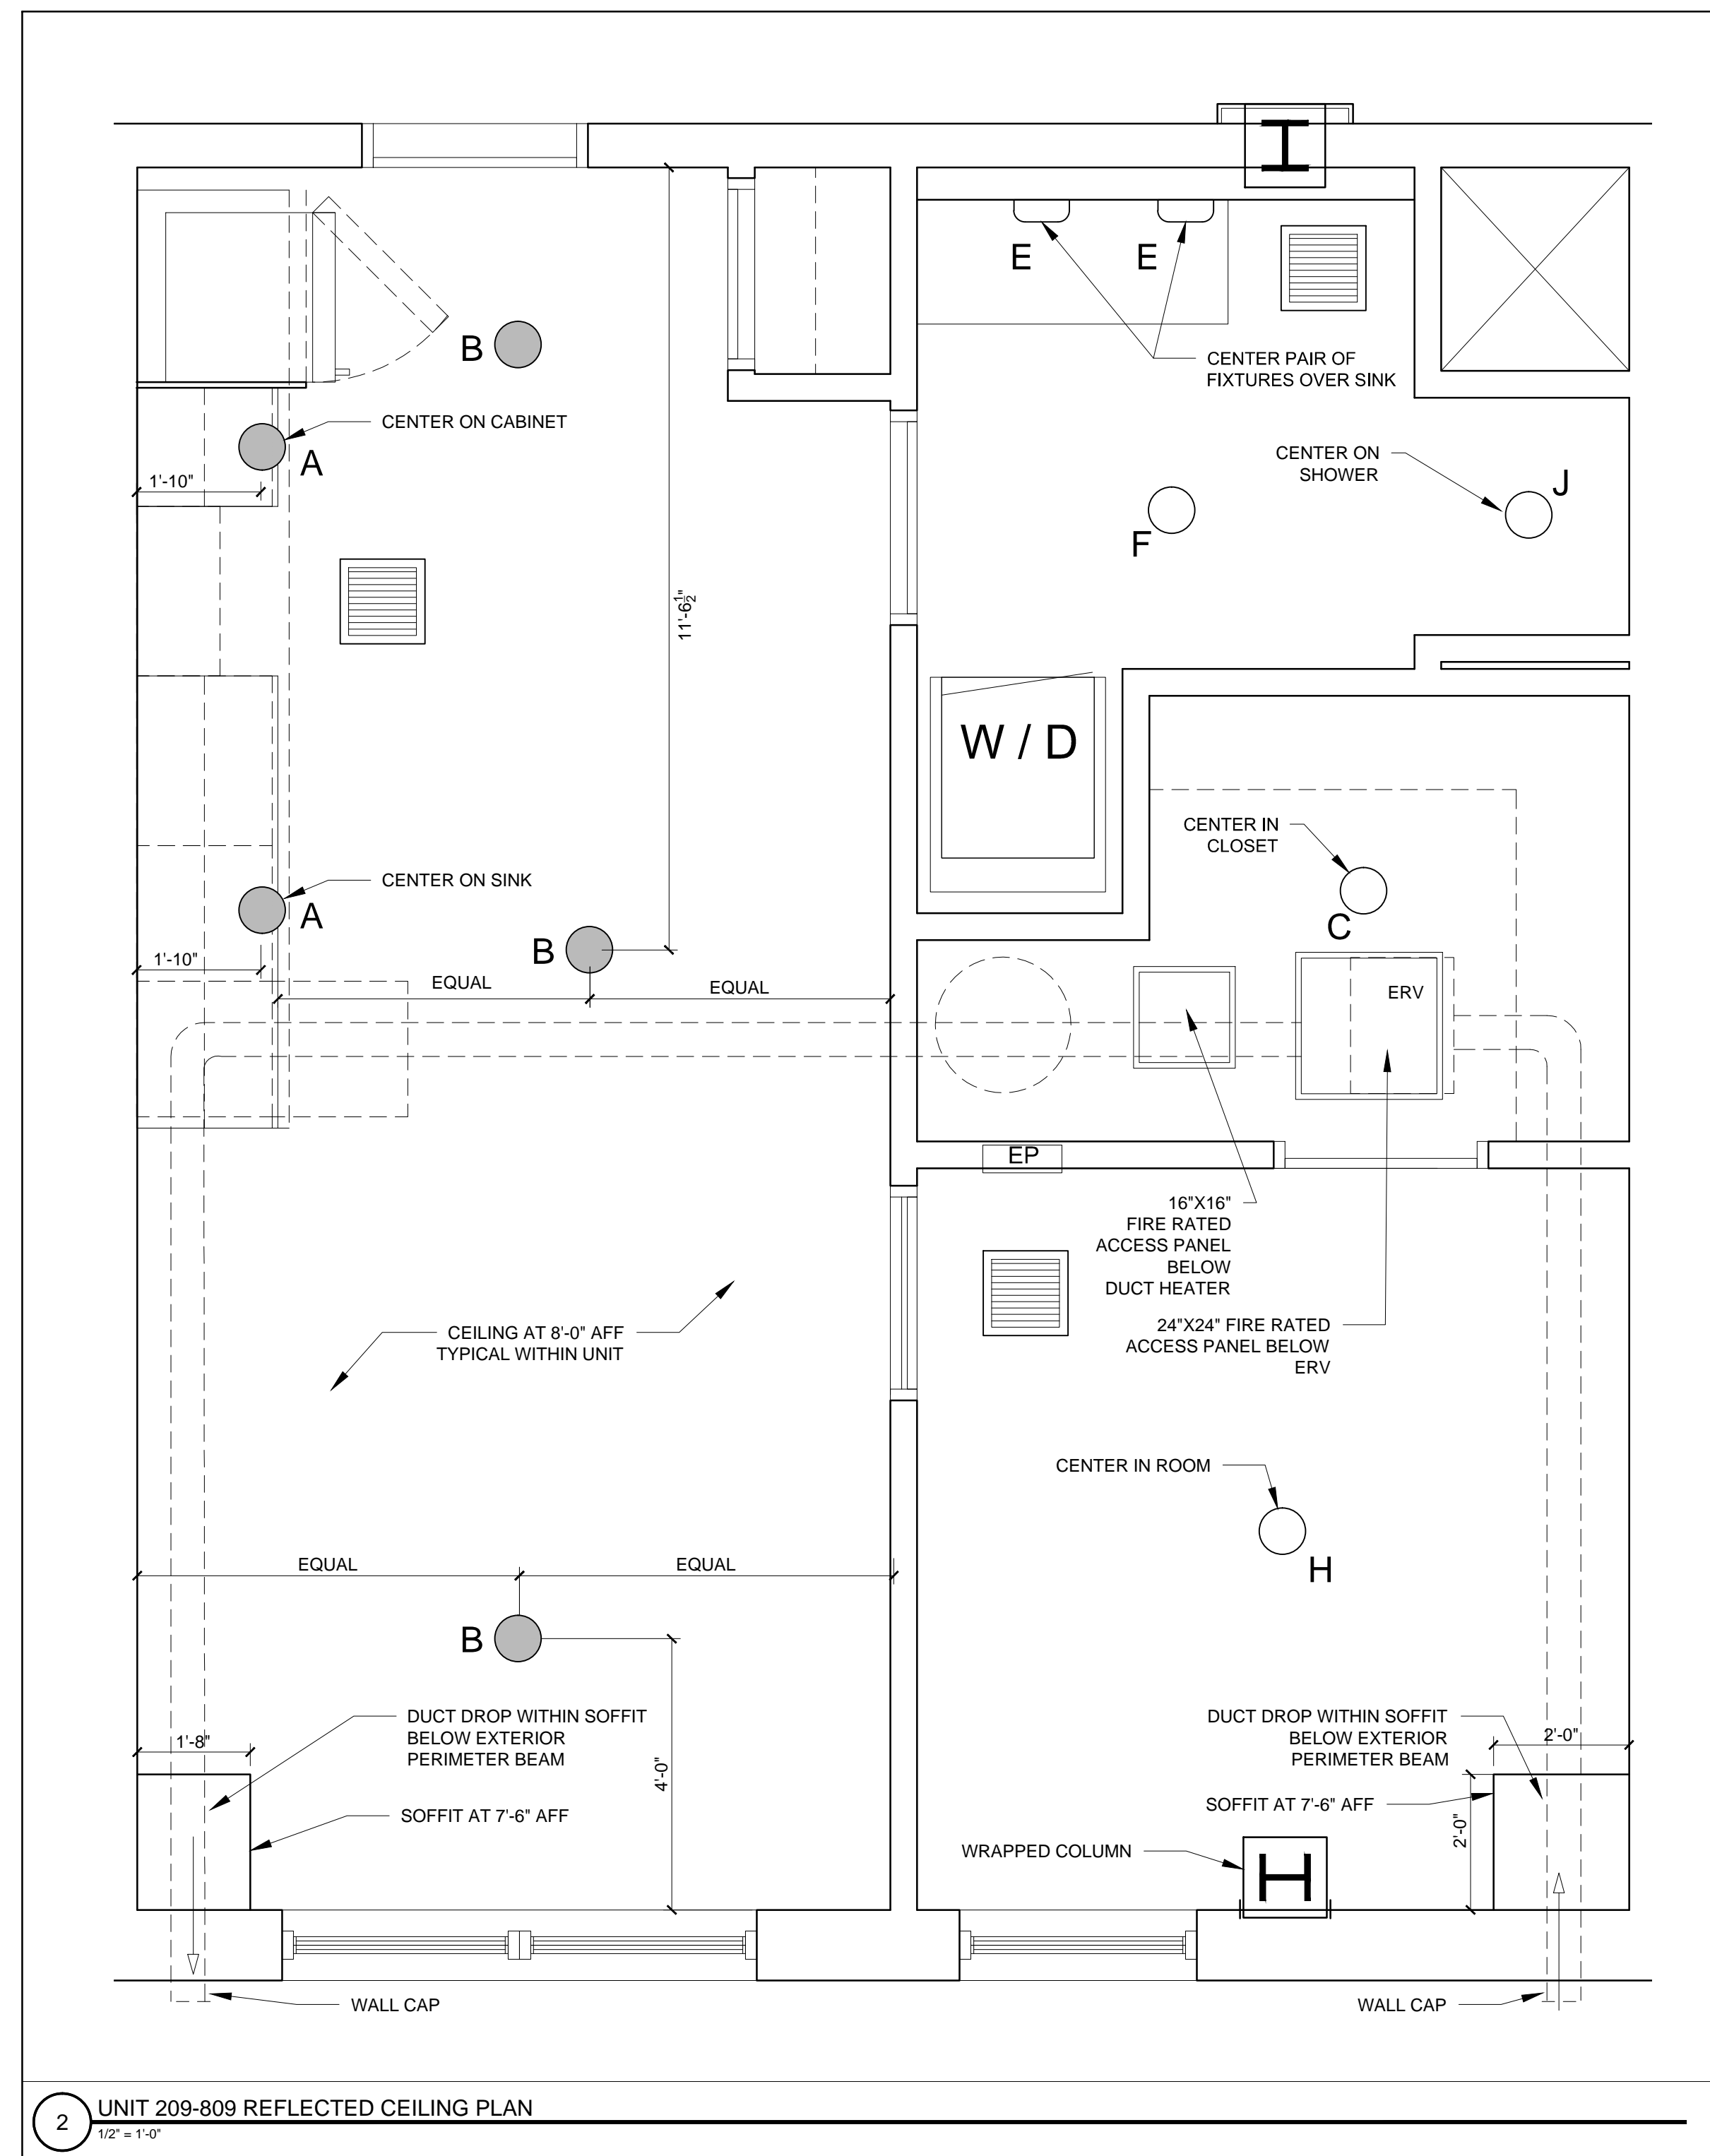 I
E
E
CENTER PAIR OF
FIXTURES OVER SINK
B
CENTER ON CABINET
A
1'-10"
CENTER ON
SHOWER
J
F
11'-6 1/2"
W / D
CENTER IN
CLOSET
C
CENTER ON SINK
A
B
1'-10"
EQUAL
EQUAL
ERV
EP
16"X16"
FIRE RATED
ACCESS PANEL
BELOW
DUCT HEATER
CEILING AT 8'-0" AFF
TYPICAL WITHIN UNIT
24"X24" FIRE RATED
ACCESS PANEL BELOW
ERV
CENTER IN ROOM
H
EQUAL
EQUAL
B
DUCT DROP WITHIN SOFFIT
BELOW EXTERIOR
PERIMETER BEAM
1'-8"
4'-0"
SOFFIT AT 7'-6" AFF
DUCT DROP WITHIN SOFFIT
BELOW EXTERIOR
PERIMETER BEAM
2'-0"
SOFFIT AT 7'-6" AFF
2'-0"
WRAPPED COLUMN
H
WALL CAP
WALL CAP
2
UNIT 209-809 REFLECTED CEILING PLAN
1/2" = 1'-0"